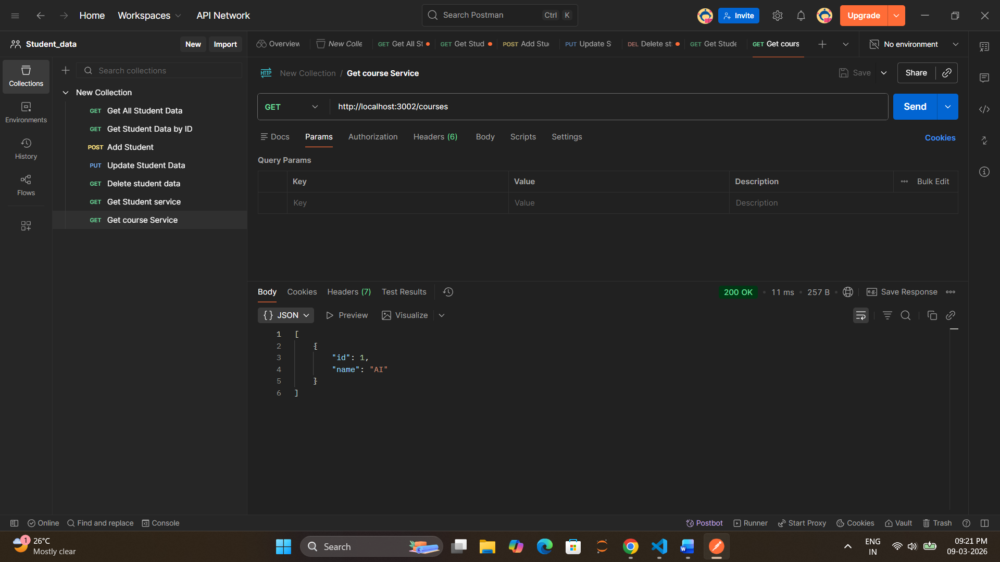 Home
Workspaces
API Network
Search Postman
Ctrl
K
Invite
Upgrade
Student_data
New
Import
Overview
New Colle
GET Get All St
GET Get Stud
POST Add Stu
PUT Update S
DEL Delete st
GET Get Stude
GET Get cours
No environment
Collections
Environments
History
Flows
Search collections
New Collection
GET Get All Student Data
GET Get Student Data by ID
POST Add Student
PUT Update Student Data
GET Delete student data
GET Get Student service
GET Get course Service
HTTP
New Collection / Get course Service
Save
Share
GET
http://localhost:3002/courses
Send
Docs
Params
Authorization
Headers (6)
Body
Scripts
Settings
Cookies
Query Params
Key
Value
Description
Bulk Edit
Key
Value
Description
Body
Cookies
Headers (7)
Test Results
200 OK
11 ms
257 B
e.g.
Save Response
{} JSON
Preview
Visualize
1 [
2 {
3 "id": 1,
4 "name": "AI"
5 }
6 ]
Online
Find and replace
Console
Postbot
Runner
Start Proxy
Cookies
Vault
Trash
1
26°C
Mostly clear
Search
ENG
IN
09:21 PM
09-03-2026